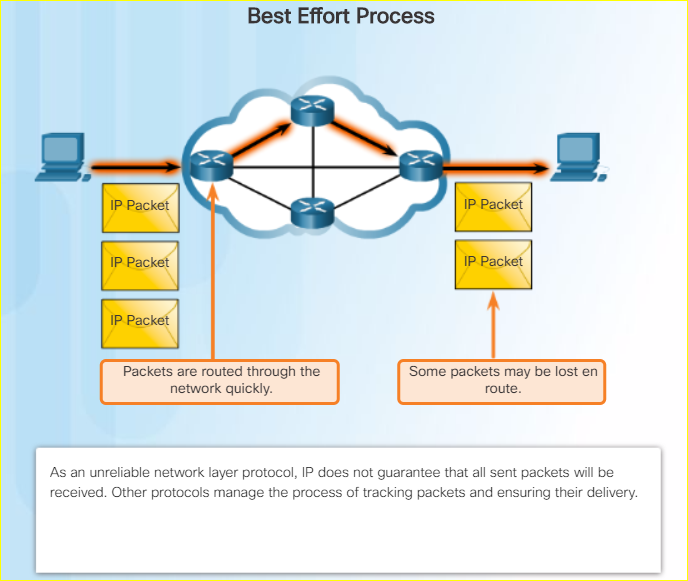 Best Effort Process
IP Packet
IP Packet
IP Packet
IP Packet
IP Packet
Packets are routed through the
network quickly.
Some packets may be lost en
route.
As an unreliable network layer protocol, IP does not guarantee that all sent packets will be
received. Other protocols manage the process of tracking packets and ensuring their delivery.